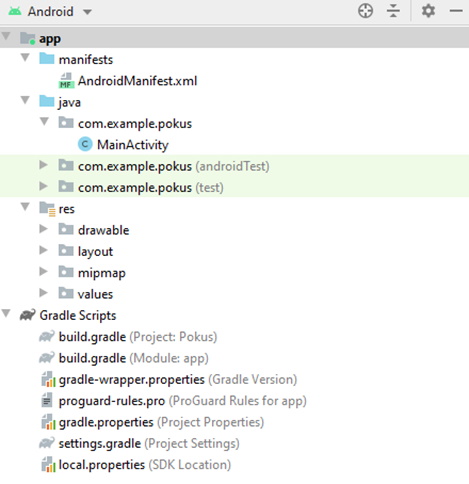 Android
app
manifests
MF AndroidManifest.xml
java
com.example.pokus
C MainActivity
com.example.pokus (androidTest)
com.example.pokus (test)
res
drawable
layout
mipmap
values
Gradle Scripts
build.gradle (Project: Pokus)
build.gradle (Module: app)
gradle-wrapper.properties (Gradle Version)
proguard-rules.pro (ProGuard Rules for app)
gradle.properties (Project Properties)
settings.gradle (Project Settings)
local.properties (SDK Location)